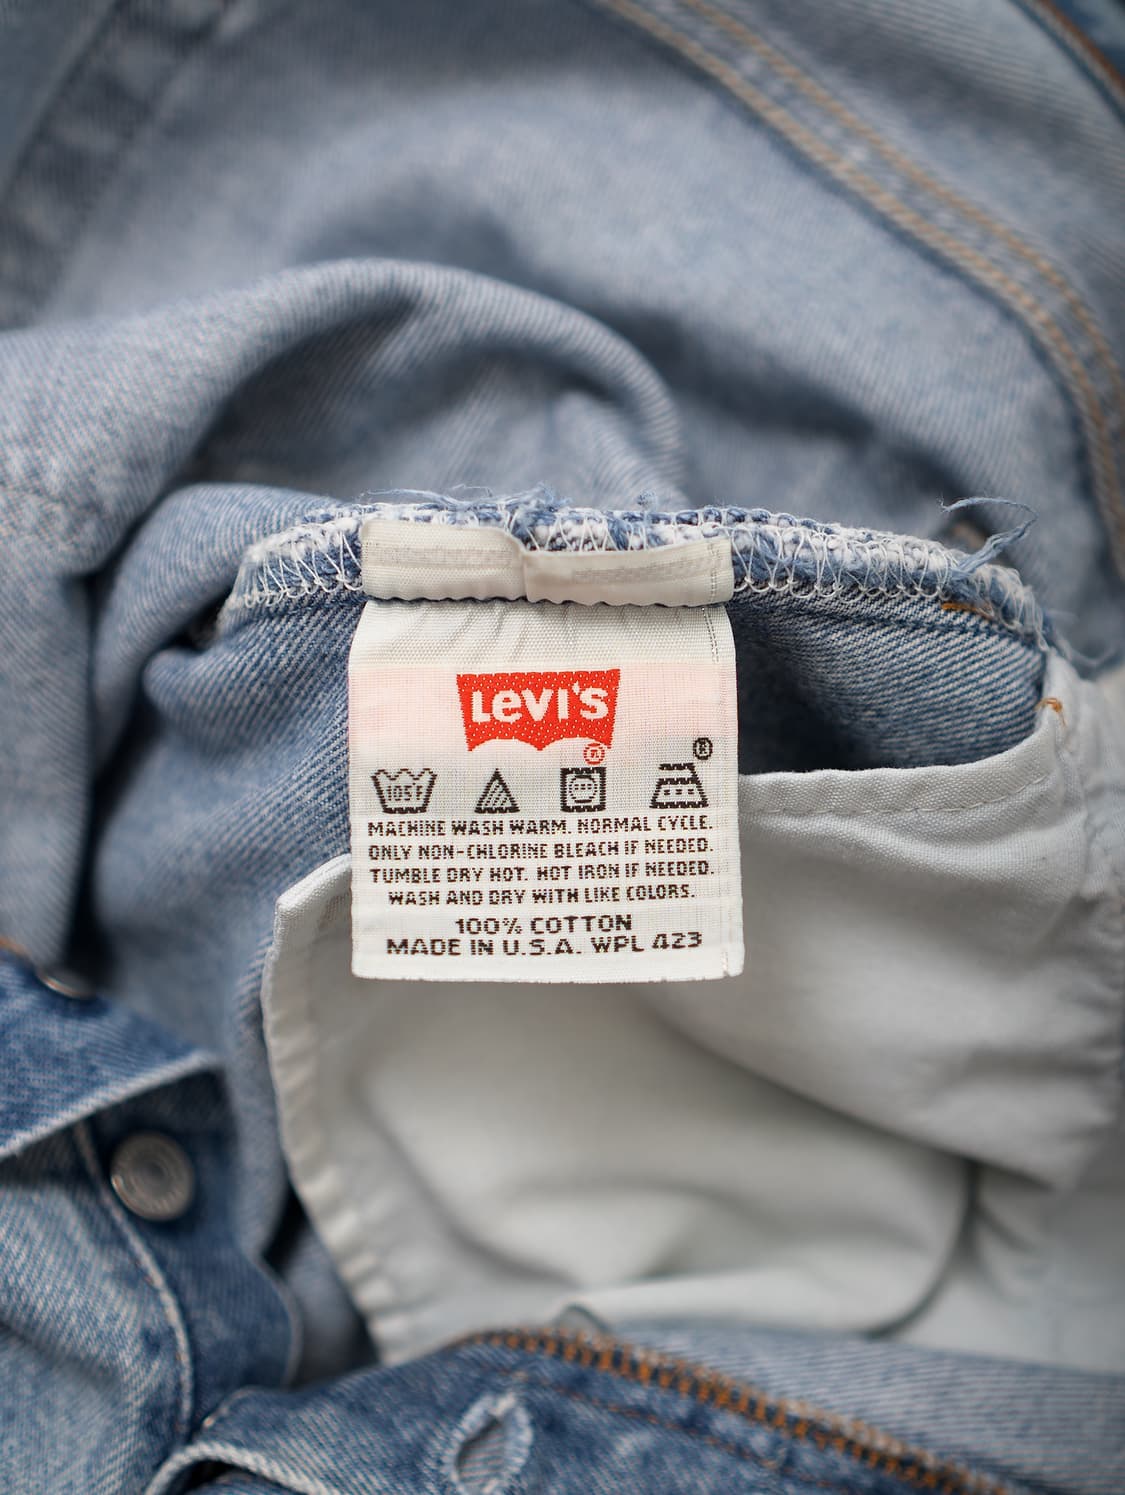 LEVI'S
®
®
105°F
MACHINE WASH WARM. NORMAL CYCLE.
ONLY NON-CHLORINE BLEACH IF NEEDED.
TUMBLE DRY HOT. HOT IRON IF NEEDED.
WASH AND DRY WITH LIKE COLORS.
100% COTTON
MADE IN U.S.A. WPL 423